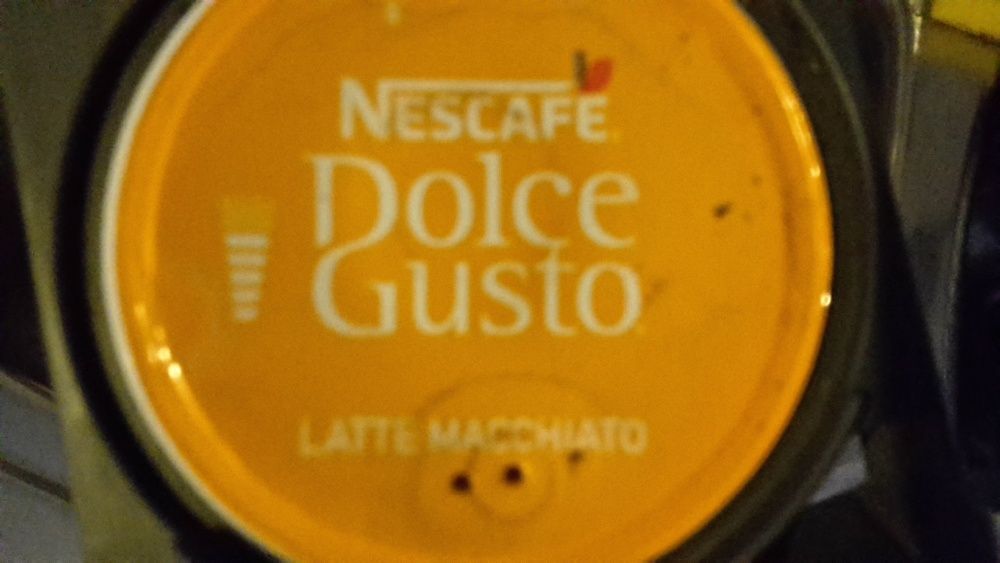 NESCAFÉ
Dolce
Gusto
LATTE MACCHIATO